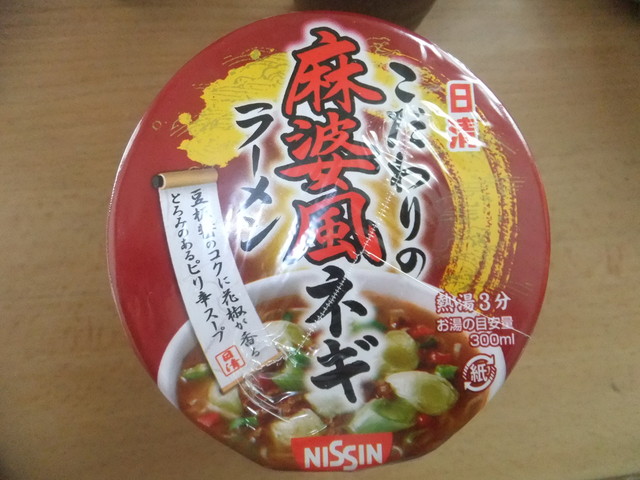 日清
こだわりの
麻婆風ネギ
ラーメン
豆板醤のコクに花椒が香る
とろみのあるピリ辛スープ
日清
熱湯3分
お湯の目安量
300ml
紙
NISSIN